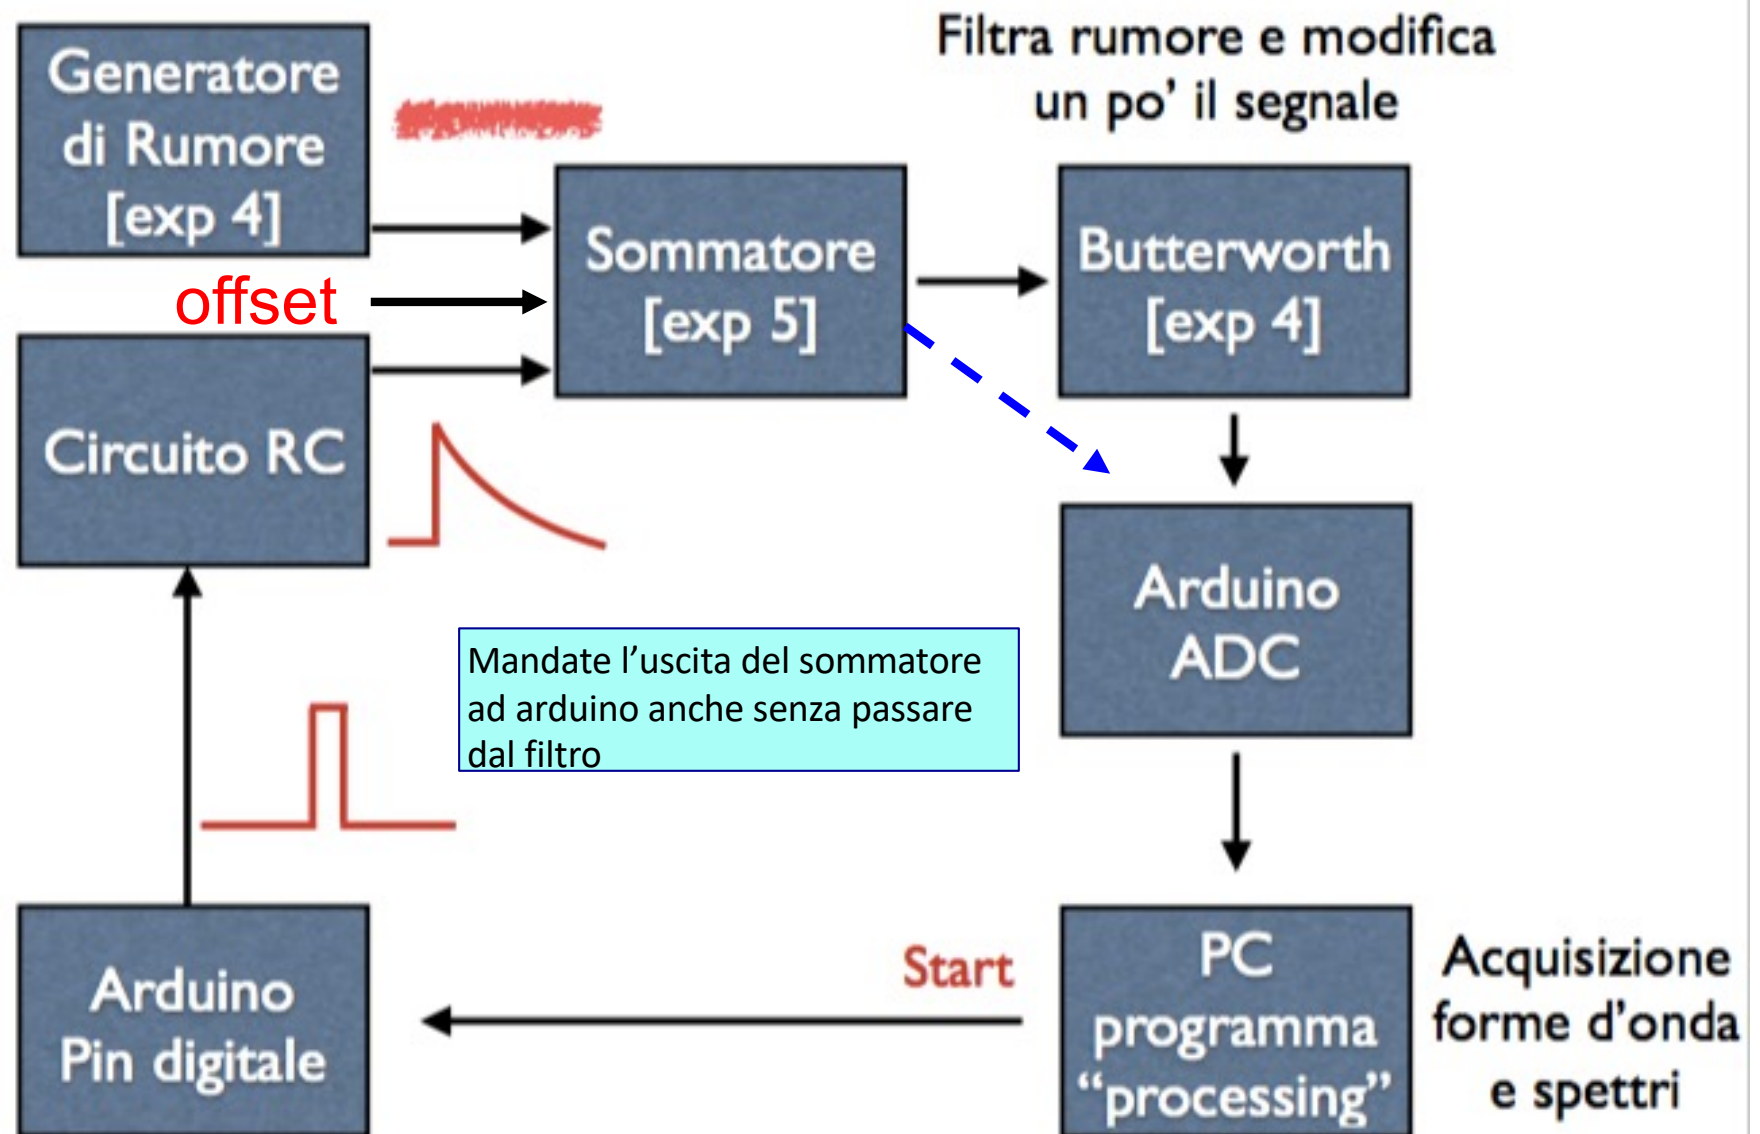 Generatore
di Rumore
[exp 4]
Filtra rumore e modifica
un po' il segnale
offset
Sommatore
[exp 5]
Butterworth
[exp 4]
Circuito RC
Arduino
ADC
Mandate l’uscita del sommatore
ad arduino anche senza passare
dal filtro
Arduino
Pin digitale
Start
PC
programma
“processing”
Acquisizione
forme d'onda
e spettri